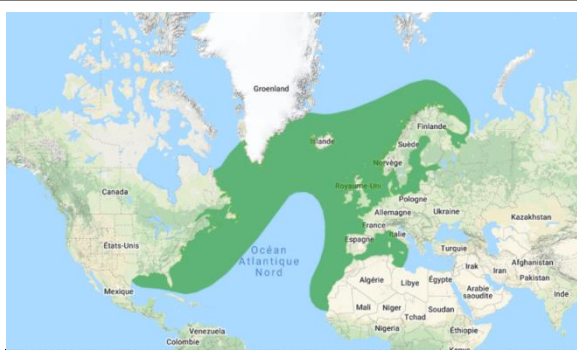 Groenland
Islande
Finlande
Suède
Norvège
Canada
Royaume-Uni
Pologne
Allemagne
Ukraine
Kazakhstan
France
États-Unis
Océan
Atlantique
Nord
Espagne
Italie
Turquie
Afghanistan
Irak
Iran
Pakistan
Mexique
Algérie
Libye
Égypte
Arabie
saoudite
Inde
Mali
Niger
Tchad
Soudan
Venezuela
Nigeria
Éthiopie
Colombie